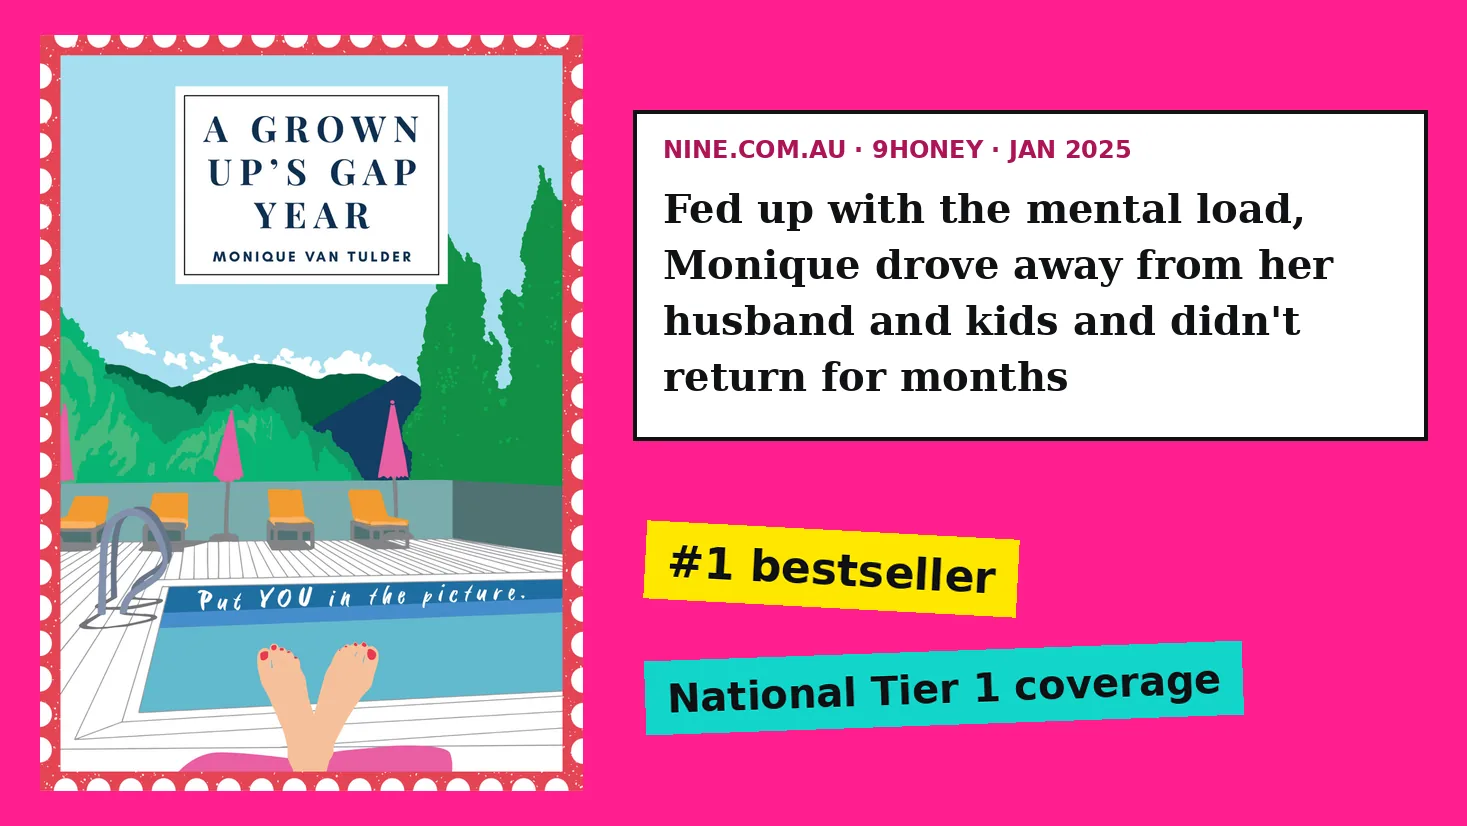 A GROWN
UP’S GAP
YEAR
MONIQUE VAN TULDER
Put YOU in the picture.
NINE.COM.AU · 9HONEY · JAN 2025
Fed up with the mental load,
Monique drove away from her
husband and kids and didn't
return for months
#1 bestseller
National Tier 1 coverage